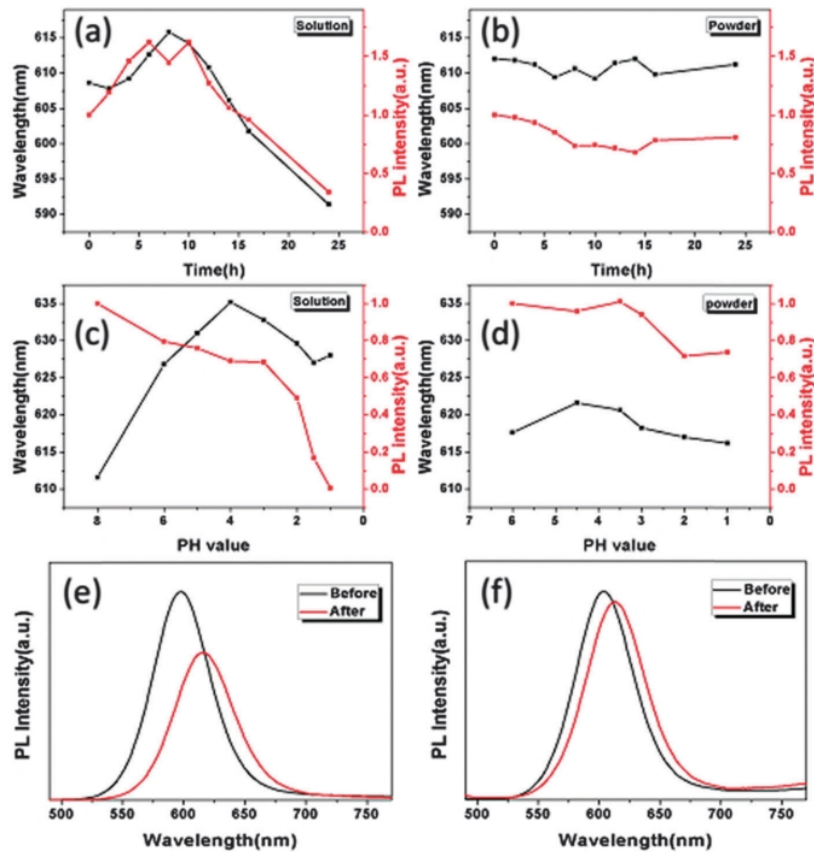 (a)
Solution
Wavelength(nm)
615
610
605
600
595
590
PL intensity(a.u.)
1.5
1.0
0.5
0.0
0 5 10 15 20 25
Time(h)
(b)
Powder
Wavelength(nm)
615
610
605
600
595
590
PL intensity(a.u.)
1.5
1.0
0.5
0.0
0 5 10 15 20 25
Time(h)
(c)
Solution
Wavelength(nm)
635
630
625
620
615
610
PL intensity(a.u.)
1.0
0.8
0.6
0.4
0.2
0.0
8 6 4 2 0
PH value
(d)
powder
Wavelength(nm)
635
630
625
620
615
610
PL intensity(a.u.)
1.0
0.8
0.6
0.4
0.2
0.0
7 6 5 4 3 2 1 0
PH value
(e)
Before
After
PL Intensity(a.u.)
500 550 600 650 700 750
Wavelength(nm)
(f)
Before
After
PL Intensity(a.u.)
500 550 600 650 700 750
Wavelength(nm)